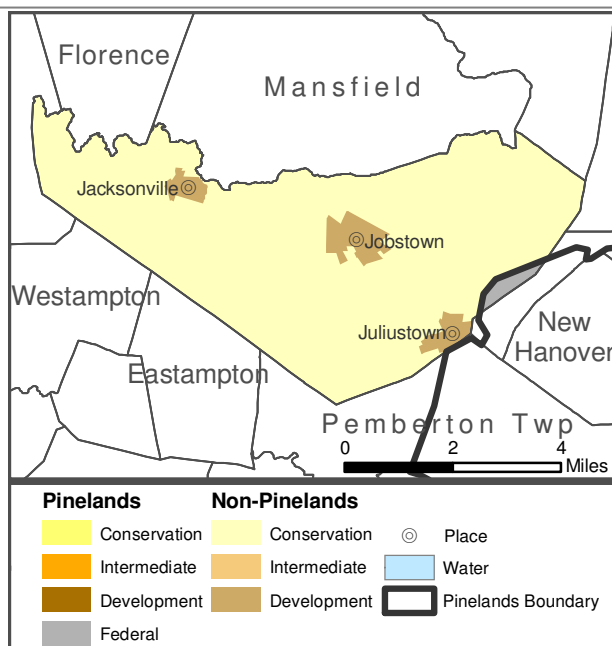 Florence
Mansfield
Jacksonville
Jobstown
Westampton
Juliustown
New
Hanover
Eastampton
Pemberton Twp
0 2 4
Miles
Pinelands Non-Pinelands
Conservation Conservation Place
Intermediate Intermediate Water
Development Development Pinelands Boundary
Federal